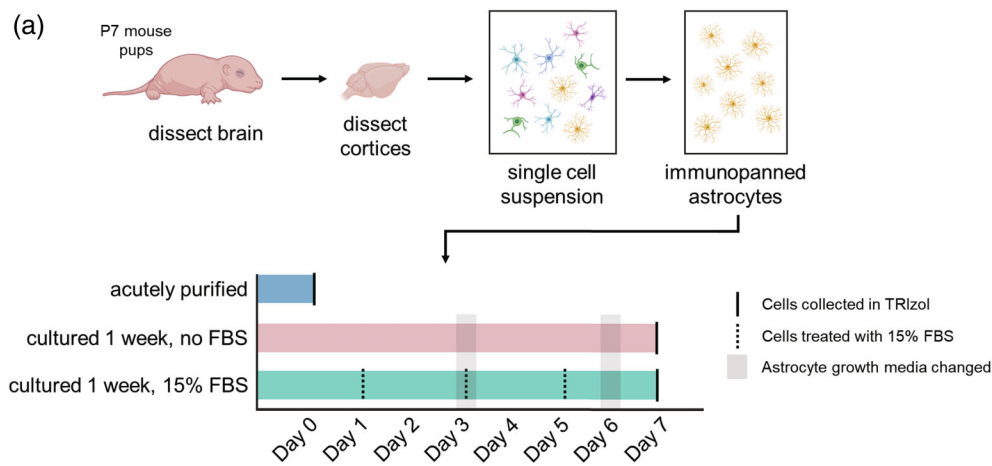 (a)
P7 mouse
pups
dissect brain
dissect
cortices
single cell
suspension
immunopanned
astrocytes
acutely purified
cultured 1 week, no FBS
cultured 1 week, 15% FBS
Day 0
Day 1
Day 2
Day 3
Day 4
Day 5
Day 6
Day 7
Cells collected in TRIzol
Cells treated with 15% FBS
Astrocyte growth media changed